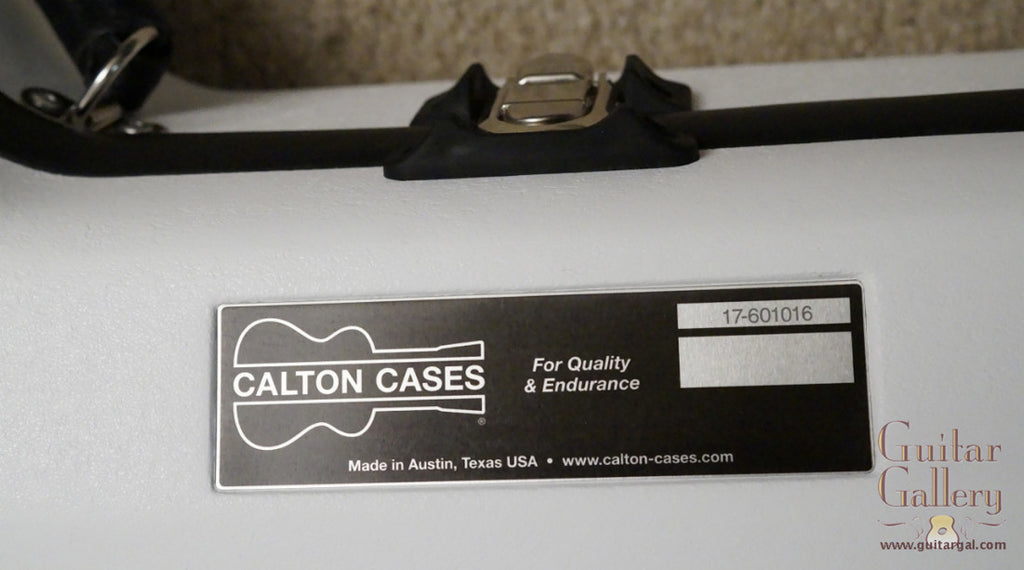 17-601016
CALTON CASES®
For Quality
& Endurance
Made in Austin, Texas USA • www.calton-cases.com
Guitar
Gallery
www.guitargal.com